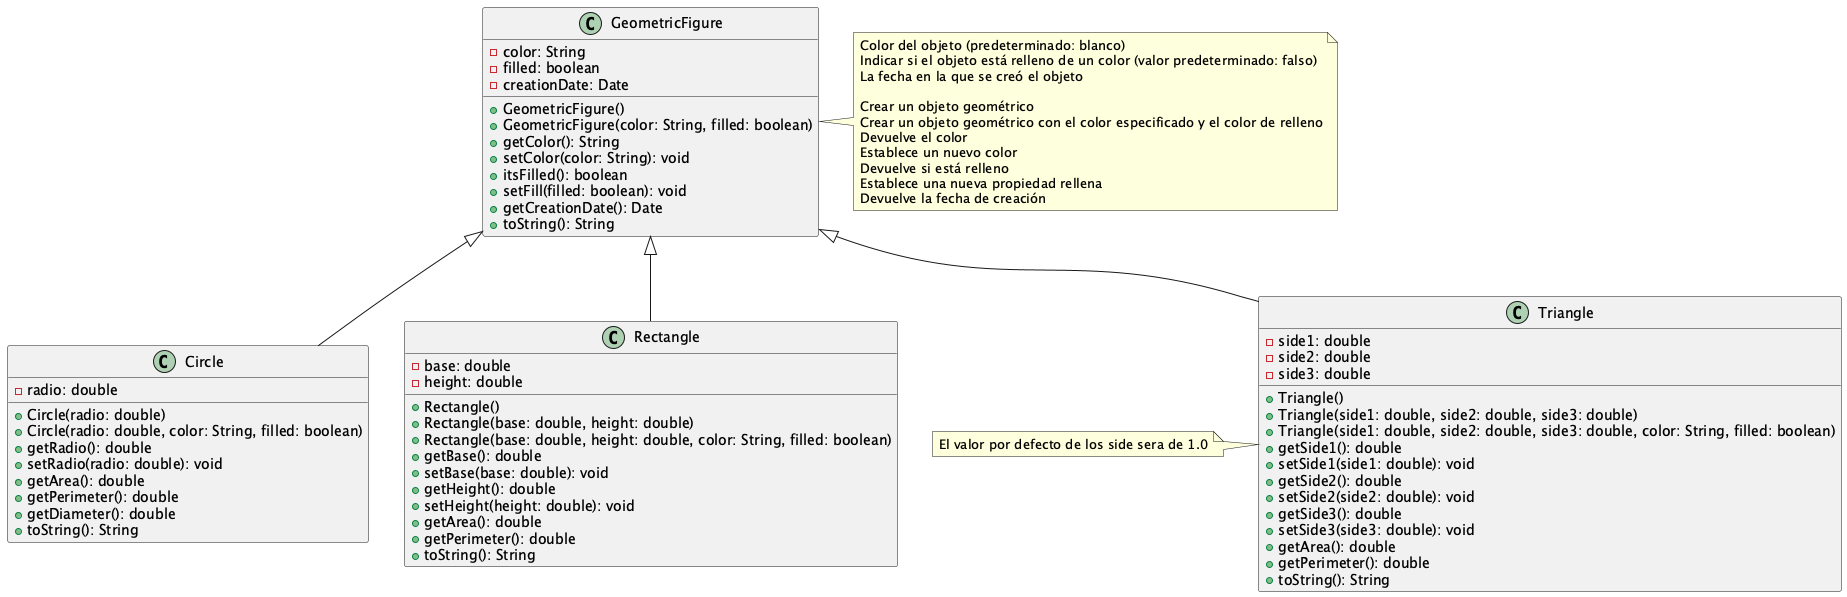 GeometricFigure
color: String
filled: boolean
creationDate: Date
GeometricFigure()
GeometricFigure(color: String, filled: boolean)
getColor(): String
setColor(color: String): void
itsFilled(): boolean
setFill(filled: boolean): void
getCreationDate(): Date
toString(): String
Color del objeto (predeterminado: blanco)
Indicar si el objeto está relleno de un color (valor predeterminado: falso)
La fecha en la que se creó el objeto
Crear un objeto geométrico
Crear un objeto geométrico con el color especificado y el color de relleno
Devuelve el color
Establece un nuevo color
Devuelve si está relleno
Establece una nueva propiedad rellena
Devuelve la fecha de creación
Circle
radio: double
Circle(radio: double)
Circle(radio: double, color: String, filled: boolean)
getRadio(): double
setRadio(radio: double): void
getArea(): double
getPerimeter(): double
getDiameter(): double
toString(): String
Rectangle
base: double
height: double
Rectangle()
Rectangle(base: double, height: double)
Rectangle(base: double, height: double, color: String, filled: boolean)
getBase(): double
setBase(base: double): void
getHeight(): double
setHeight(height: double): void
getArea(): double
getPerimeter(): double
toString(): String
El valor por defecto de los side sera de 1.0
Triangle
side1: double
side2: double
side3: double
Triangle()
Triangle(side1: double, side2: double, side3: double)
Triangle(side1: double, side2: double, side3: double, color: String, filled: boolean)
getSide1(): double
setSide1(side1: double): void
getSide2(): double
setSide2(side2: double): void
getSide3(): double
setSide3(side3: double): void
getArea(): double
getPerimeter(): double
toString(): String